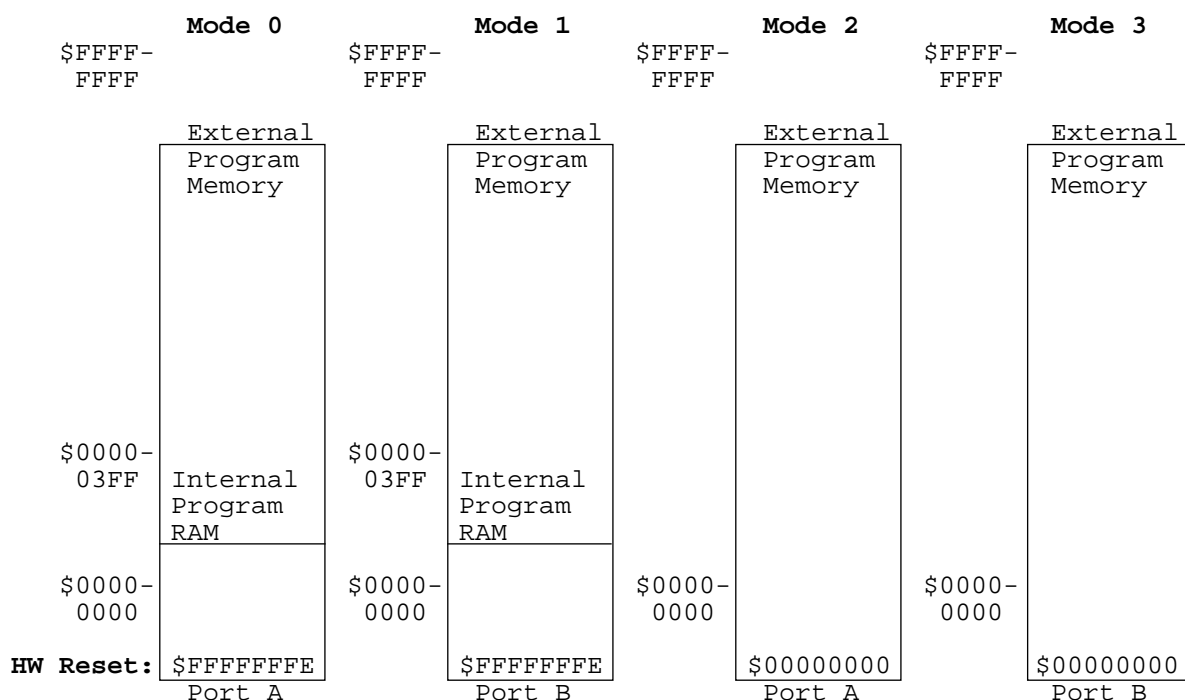 Mode 0 Mode 1 Mode 2 Mode 3
$FFFF- $FFFF- $FFFF- $FFFF-
FFFF FFFF FFFF FFFF
External External External External
Program Program Program Program
Memory Memory Memory Memory
$0000- $0000-
03FF Internal 03FF Internal
Program Program
RAM RAM
$0000- $0000- $0000- $0000-
0000 0000 0000 0000
HW Reset: $FFFFFFFE $FFFFFFFE $00000000 $00000000
Port A Port B Port A Port B